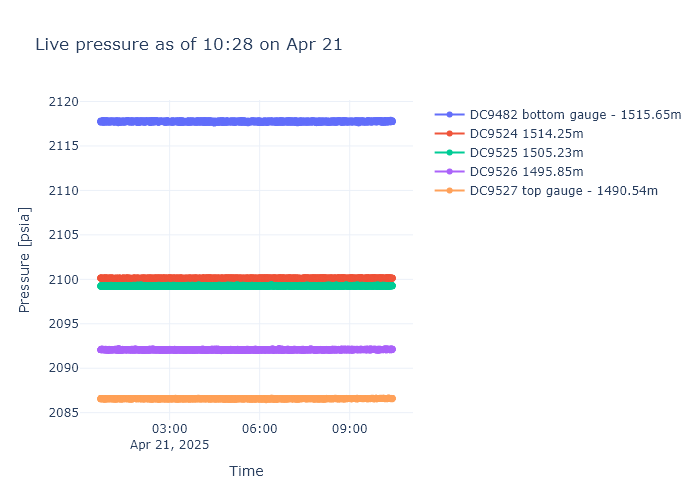 Live pressure as of 10:28 on Apr 21
2120
2115
2110
2105
2100
2095
2090
2085
Pressure [psia]
03:00
Apr 21, 2025
06:00
09:00
Time
DC9482 bottom gauge - 1515.65m
DC9524 1514.25m
DC9525 1505.23m
DC9526 1495.85m
DC9527 top gauge - 1490.54m